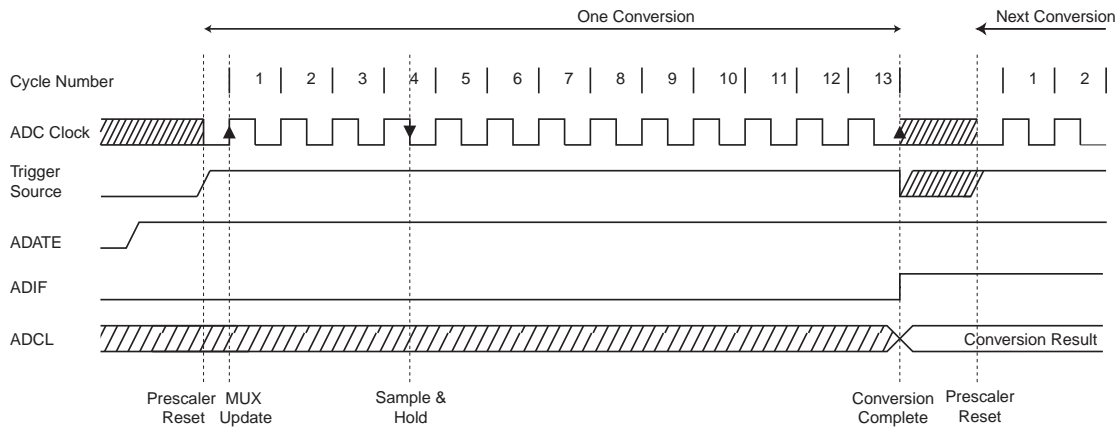 One Conversion
Next Conversion
Cycle Number
1 2 3 4 5 6 7 8 9 10 11 12 13 1 2
ADC Clock
Trigger
Source
ADATE
ADIF
ADCL
Conversion Result
Prescaler
Reset
MUX
Update
Sample &
Hold
Conversion
Complete
Prescaler
Reset